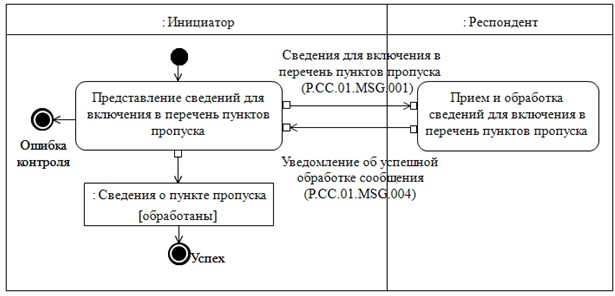 : Инициатор
: Респондент
Сведения для включения в
перечень пунктов пропуска
(P.CC.01.MSG.001)
Представление сведений для
включения в перечень пунктов
пропуска
Прием и обработка
сведений для включения в
перечень пунктов пропуска
Ошибка
контроля
Уведомление об успешной
обработке сообщения
(P.CC.01.MSG.004)
: Сведения о пункте пропуска
[обработаны]
Успех